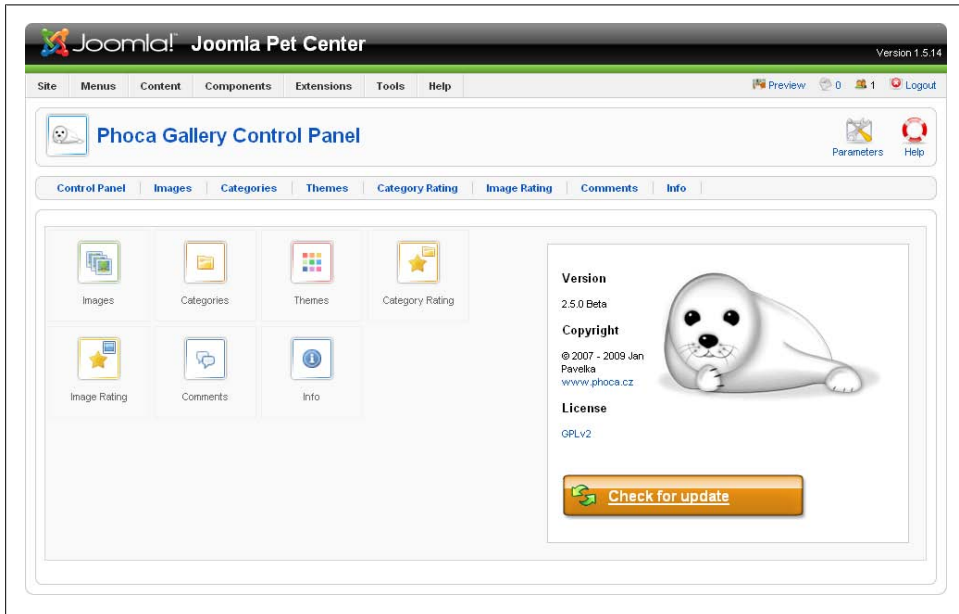 Joomla! Joomla Pet Center
Version 1.5.14
Site Menus Content Components Extensions Tools Help Preview 0 1 Logout
Phoca Gallery Control Panel
Parameters Help
Control Panel Images Categories Themes Category Rating Image Rating Comments Info
Images Categories Themes Category Rating
Image Rating Comments Info
Version
2.5.0 Beta
Copyright
© 2007 - 2009 Jan
Pavelka
www.phoca.cz
License
GPLv2
Check for update